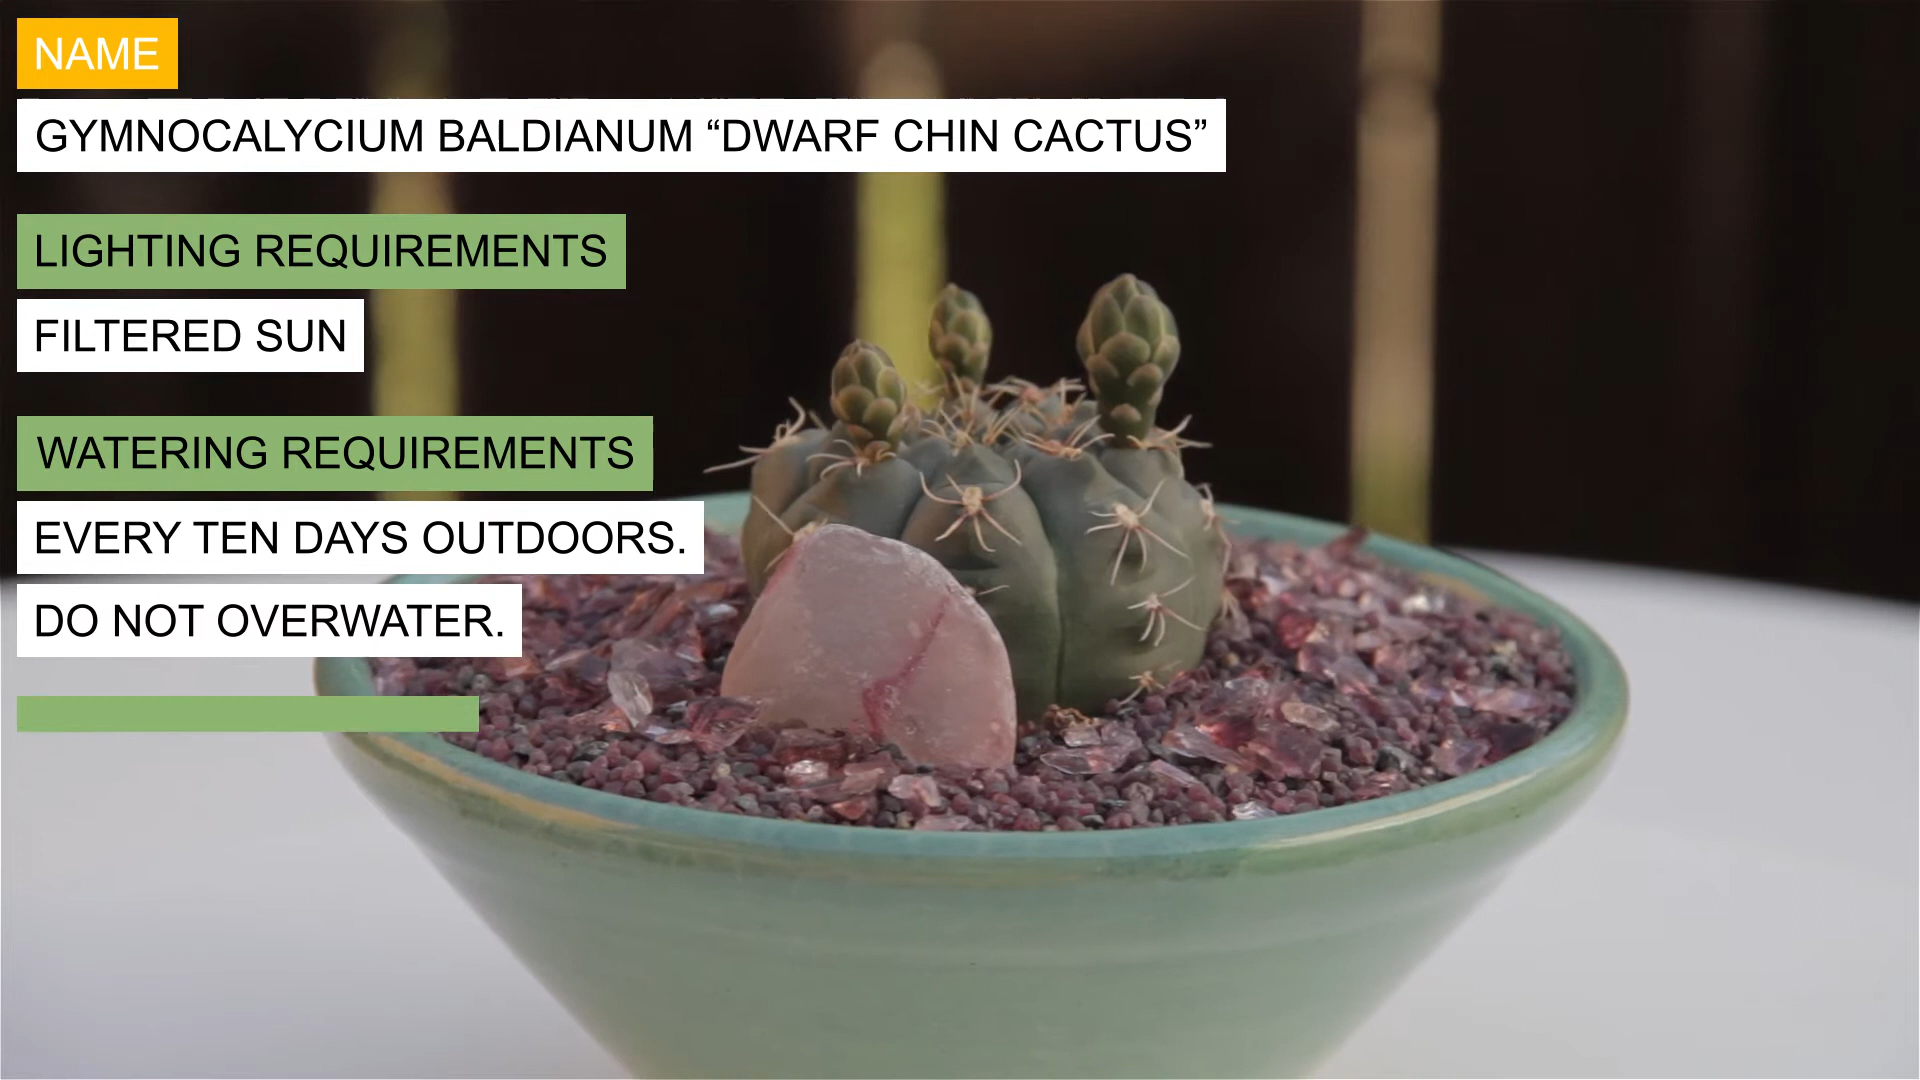 NAME
GYMNOCALYCIUM BALDIANUM “DWARF CHIN CACTUS”
LIGHTING REQUIREMENTS
FILTERED SUN
WATERING REQUIREMENTS
EVERY TEN DAYS OUTDOORS.
DO NOT OVERWATER.